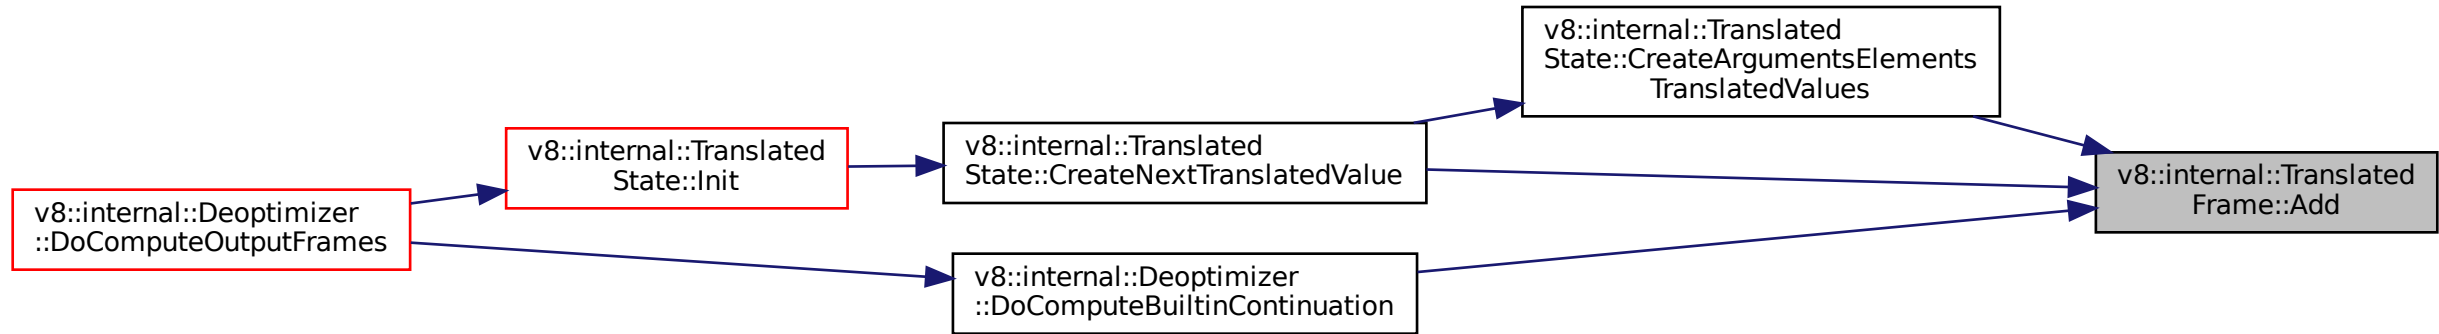 v8::internal::Translated
State::CreateArgumentsElements
TranslatedValues
v8::internal::Translated
State::Init
v8::internal::Translated
State::CreateNextTranslatedValue
v8::internal::Translated
Frame::Add
v8::internal::Deoptimizer
::DoComputeOutputFrames
v8::internal::Deoptimizer
::DoComputeBuiltinContinuation